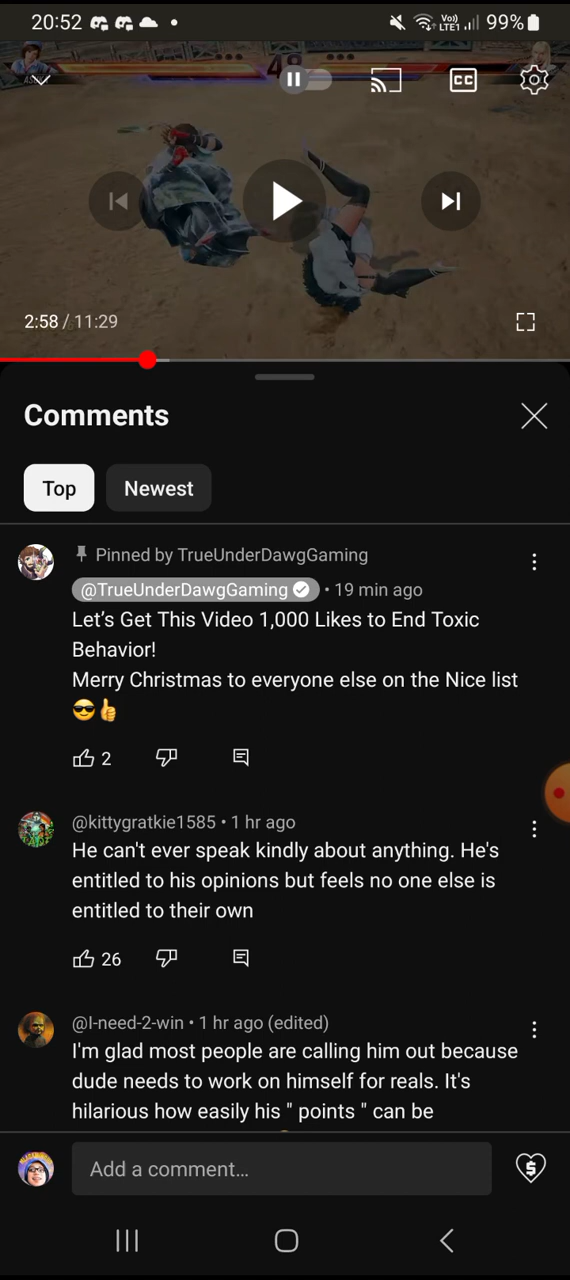 20:52
Vo))
LTE1
99%
48
CC
2:58 / 11:29
Comments
Top
Newest
Pinned by TrueUnderDawgGaming
@TrueUnderDawgGaming • 19 min ago
Let’s Get This Video 1,000 Likes to End Toxic
Behavior!
Merry Christmas to everyone else on the Nice list
😎👍
2
@kittygratkie1585 • 1 hr ago
He can't ever speak kindly about anything. He's
entitled to his opinions but feels no one else is
entitled to their own
26
@I-need-2-win • 1 hr ago (edited)
I'm glad most people are calling him out because
dude needs to work on himself for reals. It's
hilarious how easily his " points " can be
Add a comment...